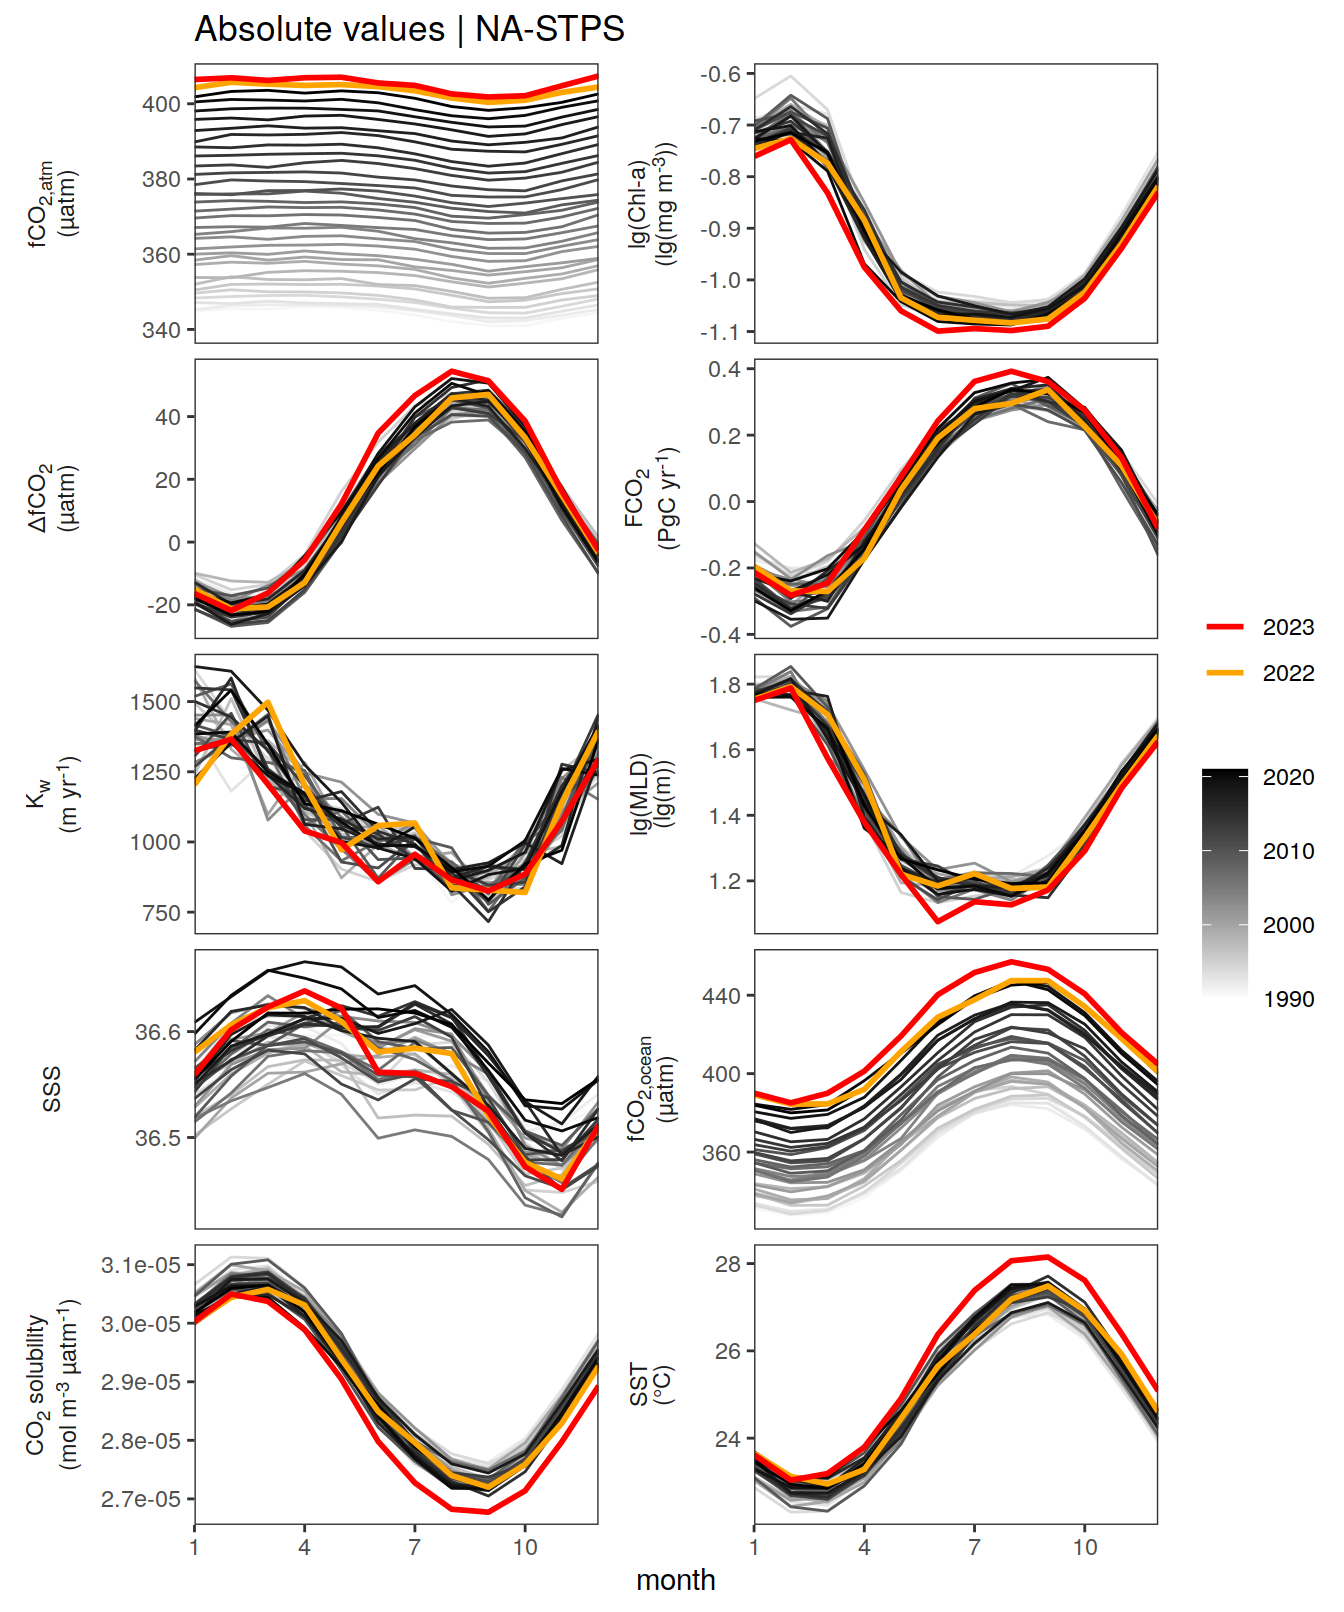 Absolute values | NA-STPS
fCO2,atm
(µatm)
400
380
360
340
lg(Chl-a)
(lg(mg m-3))
-0.6
-0.7
-0.8
-0.9
-1.0
-1.1
ΔfCO2
(µatm)
40
20
0
-20
FCO2
(PgC yr-1)
0.4
0.2
0.0
-0.2
-0.4
Kw
(m yr-1)
1500
1250
1000
750
lg(MLD)
(lg(m))
1.8
1.6
1.4
1.2
SSS
36.6
36.5
fCO2,ocean
(µatm)
440
400
360
CO2 solubility
(mol m-3 µatm-1)
3.1e-05
3.0e-05
2.9e-05
2.8e-05
2.7e-05
SST
(°C)
28
26
24
1 4 7 10
1 4 7 10
month
2023
2022
2020
2010
2000
1990